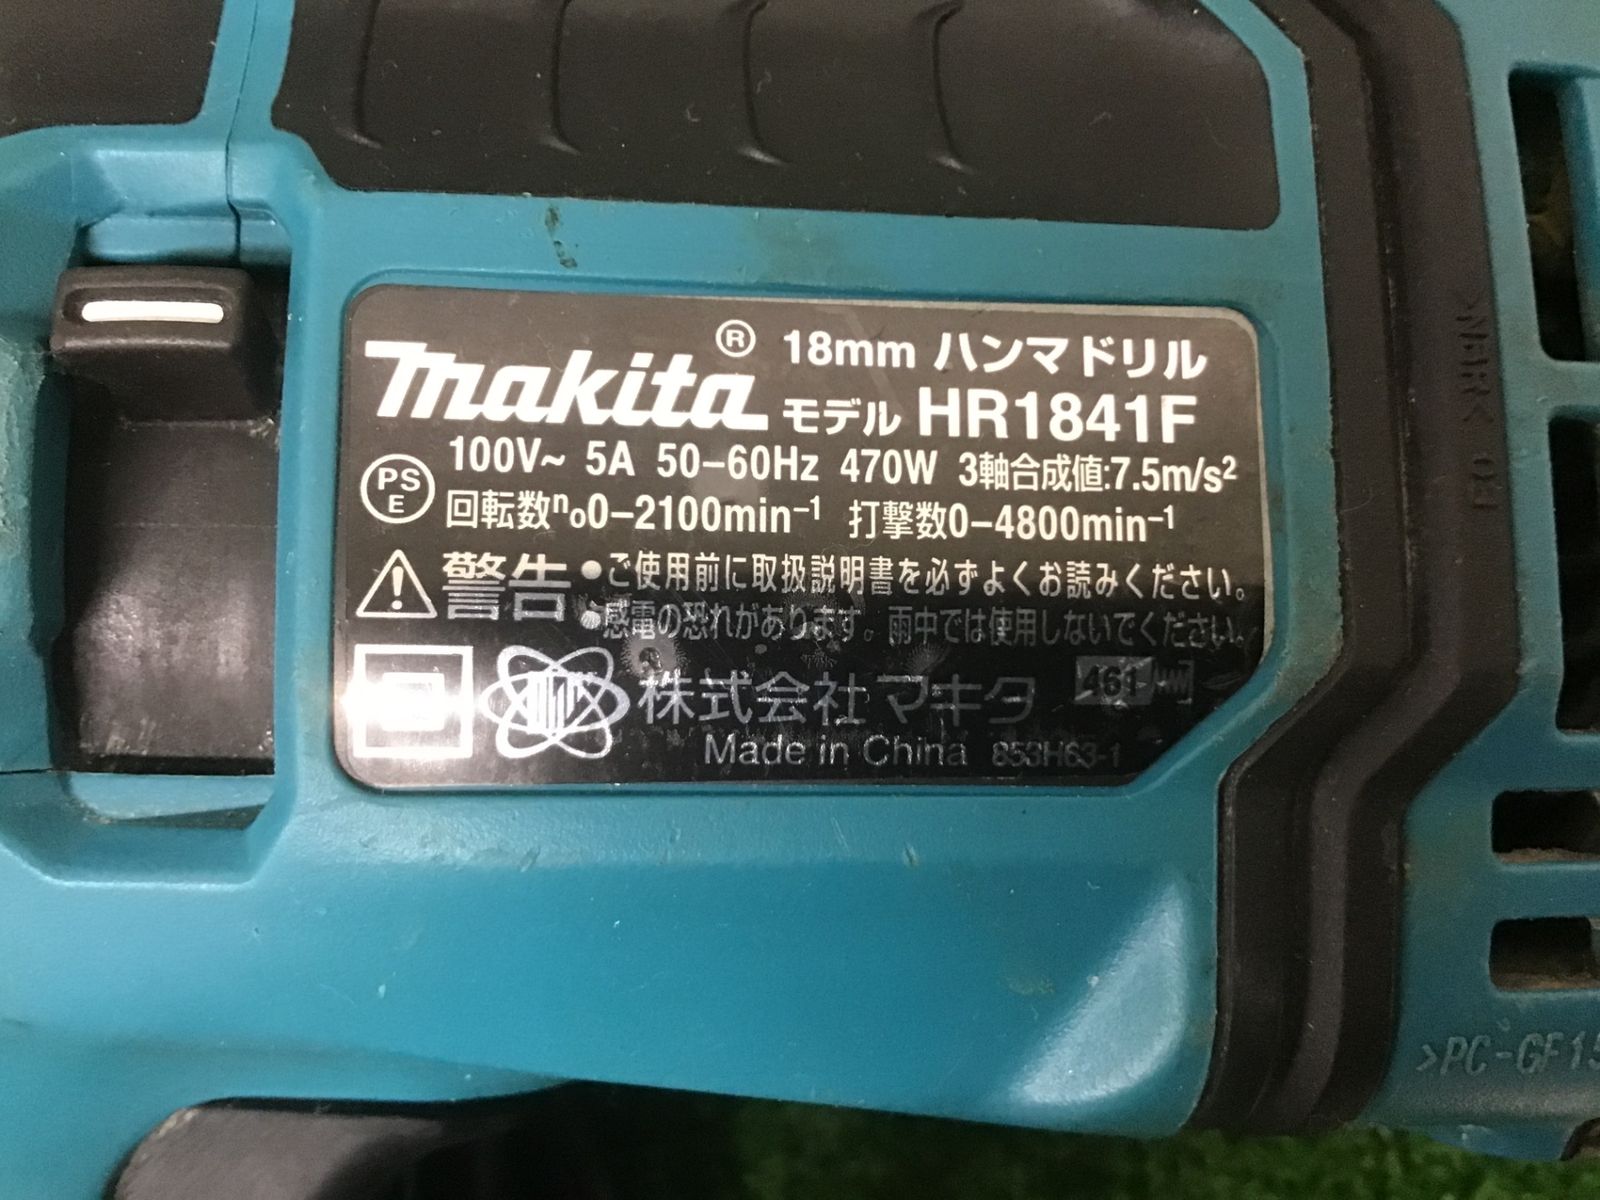 makita® 18mm ハンマドリル
モデル HR1841F
PS E 100V~ 5A 50-60Hz 470W 3軸合成値:7.5m/s²
回転数n₀0-2100min⁻¹ 打撃数0-4800min⁻¹
警告 ●ご使用前に取扱説明書を必ずよくお読みください。
●感電の恐れがあります。雨中では使用しないでください。
株式会社 マキタ 461
Made in China 853H63-1
>PC-GF15